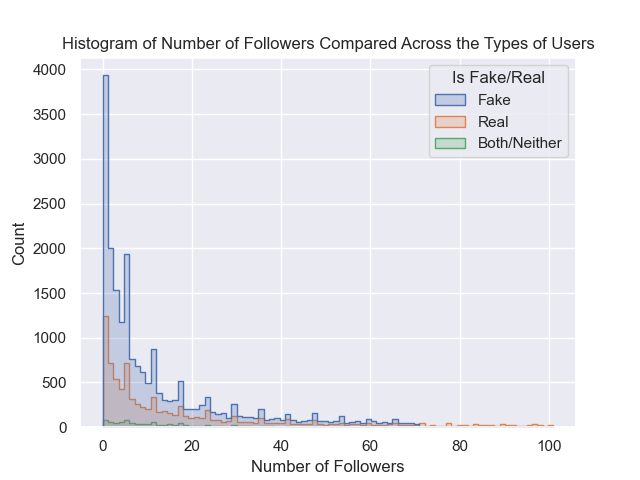 Histogram of Number of Followers Compared Across the Types of Users
Is Fake/Real
Fake
Real
Both/Neither
4000
3500
3000
2500
2000
1500
1000
500
0
Count
0 20 40 60 80 100
Number of Followers